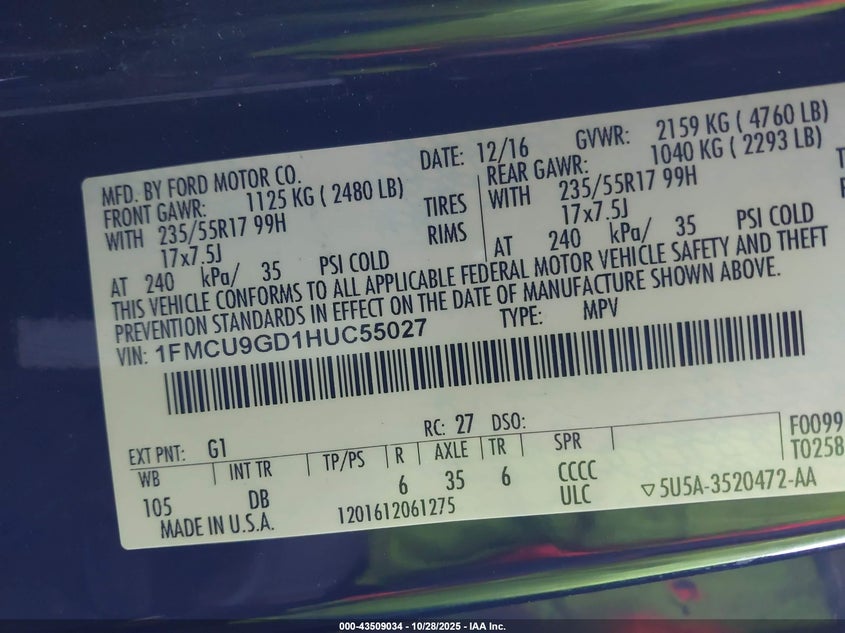 MFD. BY FORD MOTOR CO.
DATE: 12/16
GVWR: 2159 KG ( 4760 LB)
FRONT GAWR: 1125 KG ( 2480 LB)
REAR GAWR: 1040 KG ( 2293 LB)
WITH 235/55R17 99H TIRES
WITH 235/55R17 99H
17x7.5J RIMS
17x7.5J
AT 240 kPa/ 35 PSI COLD
AT 240 kPa/ 35 PSI COLD
THIS VEHICLE CONFORMS TO ALL APPLICABLE FEDERAL MOTOR VEHICLE SAFETY AND THEFT
PREVENTION STANDARDS IN EFFECT ON THE DATE OF MANUFACTURE SHOWN ABOVE.
VIN: 1FMCU9GD1HUC55027
TYPE: MPV
EXT PNT: G1 RC: 27 DSO:
WB INT TR TP/PS R AXLE TR SPR
105 DB 6 35 6 CCCC
ULC
F0099
T0258
MADE IN U.S.A. 1201612061275 ▽5U5A-3520472-AA
000-43509034 - 10/28/2025 - IAA Inc.